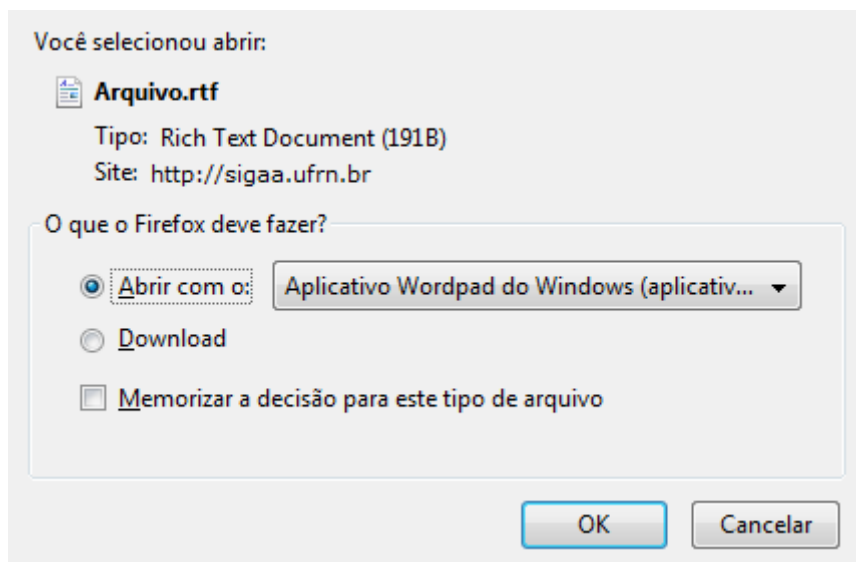 Você selecionou abrir:
Arquivo.rtf
Tipo: Rich Text Document (191B)
Site: http://sigaa.ufrn.br
O que o Firefox deve fazer?
Abrir com o: Aplicativo Wordpad do Windows (aplicativ...
Download
Memorizar a decisão para este tipo de arquivo
OK Cancelar